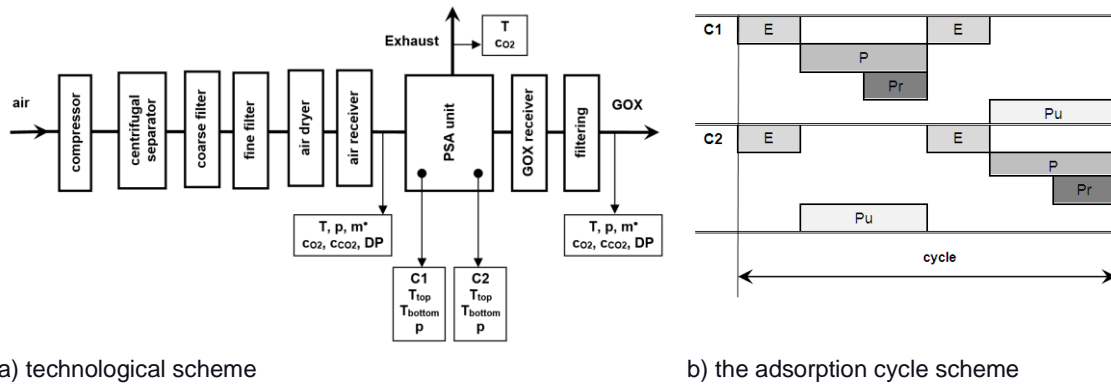 T
cO2
Exhaust
air
compressor
centrifugal
separator
coarse filter
fine filter
air dryer
air receiver
PSA unit
GOX receiver
filtering
GOX
T, p, m*
cO2, cCO2, DP
T, p, m*
cO2, cCO2, DP
C1
Ttop
Tbottom
p
C2
Ttop
Tbottom
p
a) technological scheme
C1
E
E
P
Pr
Pu
C2
E
E
P
Pr
Pu
cycle
b) the adsorption cycle scheme